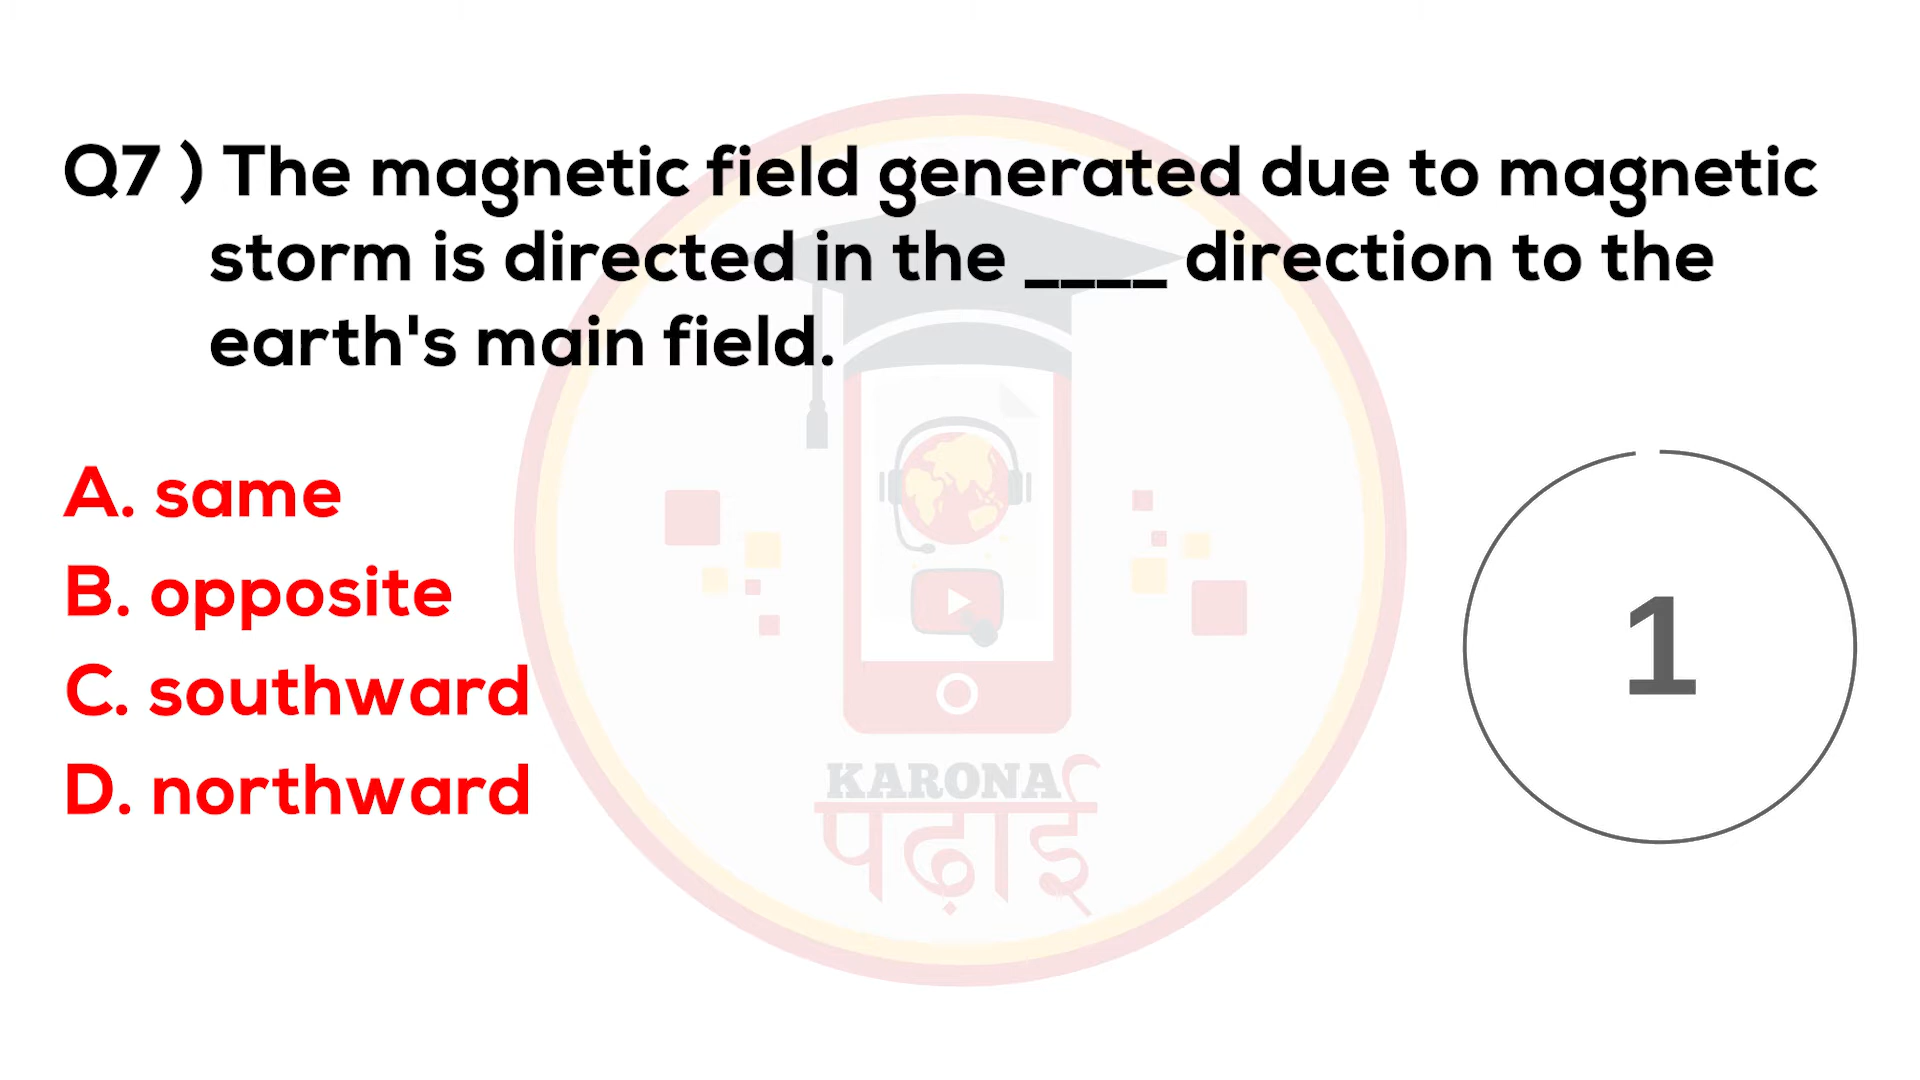 Q7 ) The magnetic field generated due to magnetic
storm is directed in the ____ direction to the
earth's main field.
A. same
B. opposite
C. southward
D. northward
1
KARONA
पढ़ाई